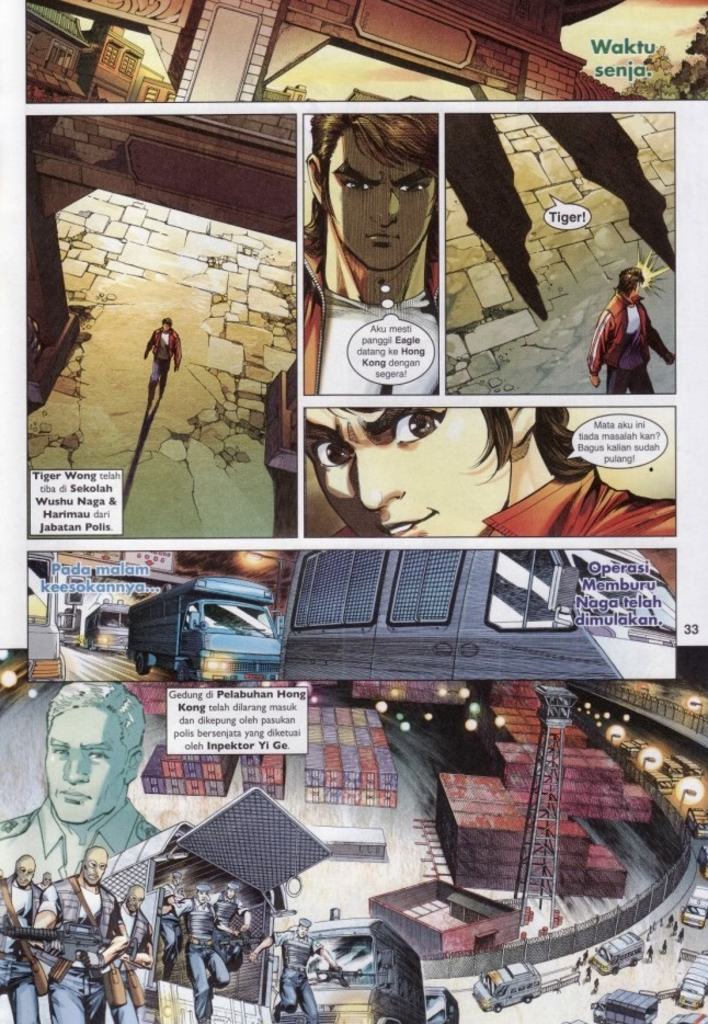 Waktu
senja.
Tiger Wong telah
tiba di Sekolah
Wushu Naga &
Harimau dari
Jabatan Polis.
Aku mesti
panggil Eagle
datang ke Hong
Kong dengan
segera!
Tiger!
Mata aku ini
tiada masalah kan?
Bagus kalian sudah
pulang!
Pada malam
keesokannya...
Operasi
Memburu
Naga telah
dimulakan.
33
Gedung di Pelabuhan Hong
Kong telah dilarang masuk
dan dikepung oleh pasukan
bersenjata yang diketuai
oleh Inpektor Yi Ge.